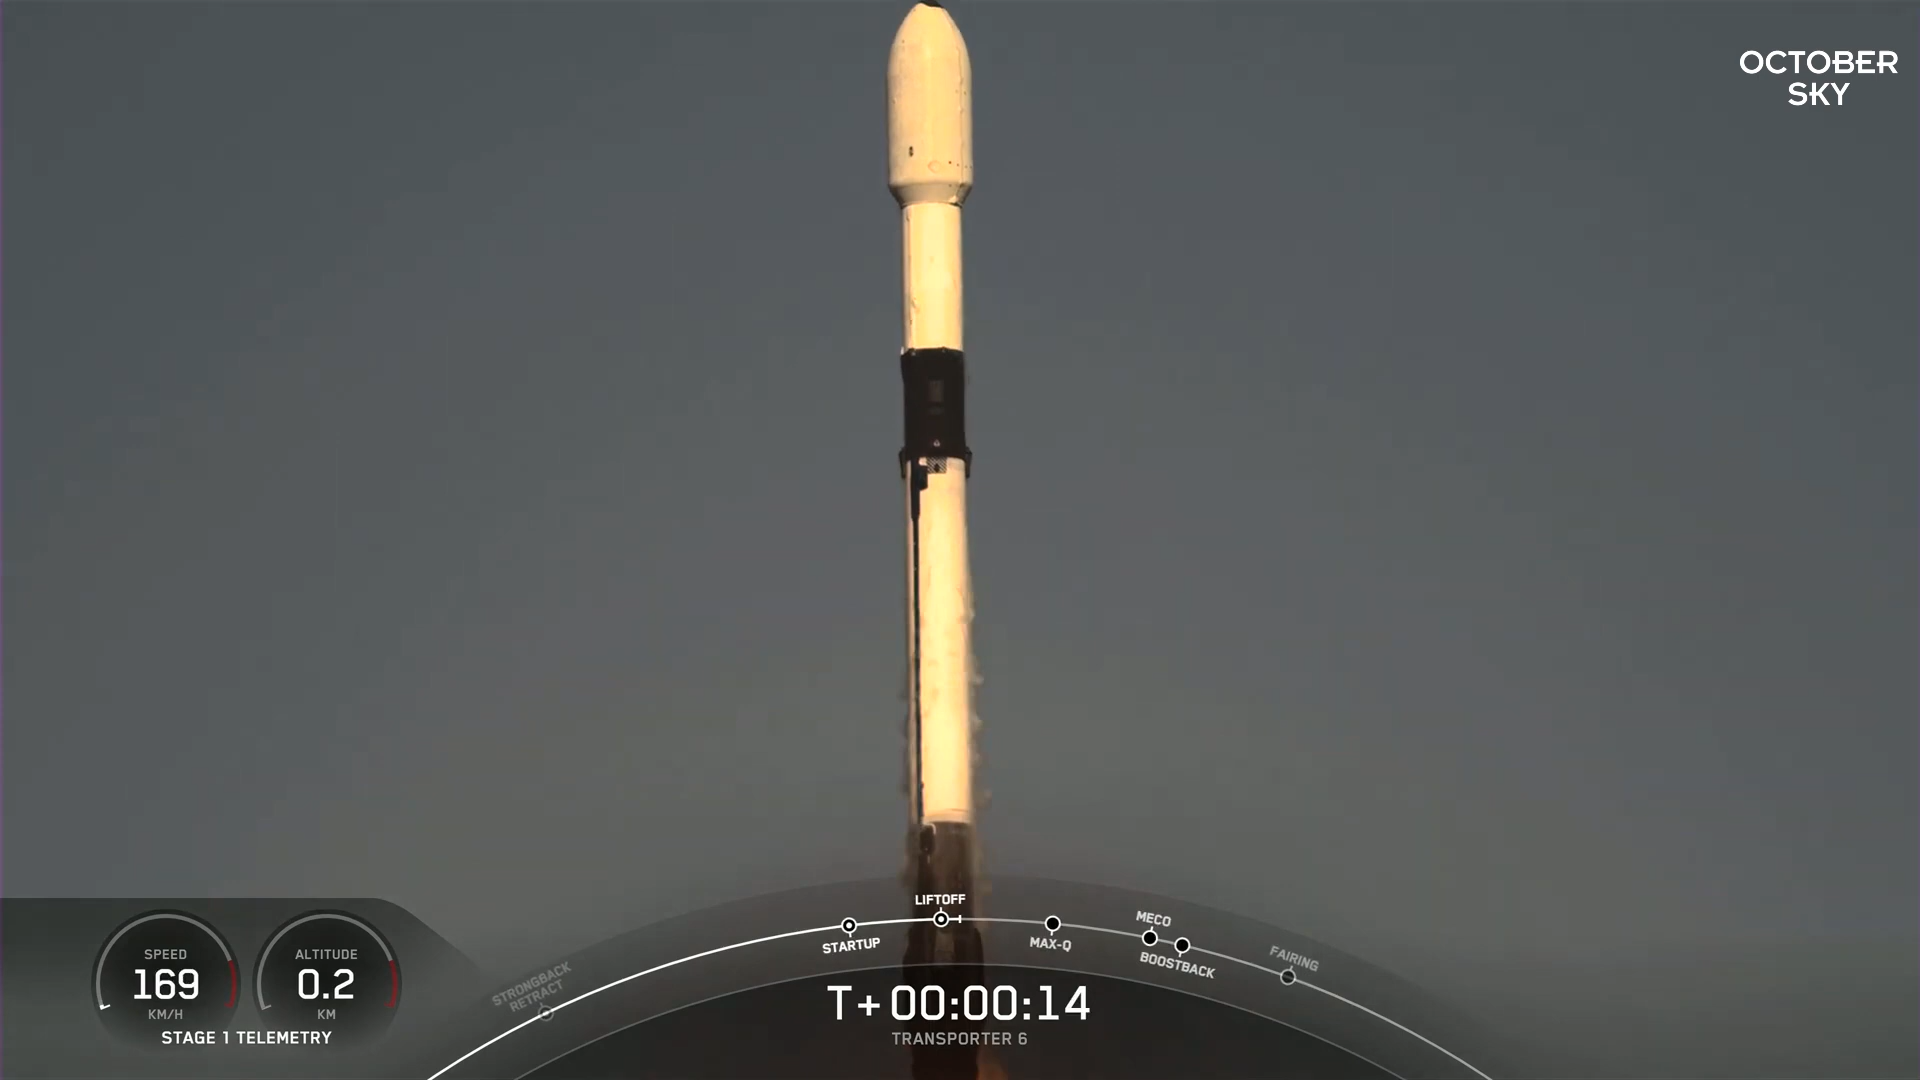 OCTOBER
SKY
LIFTOFF
STARTUP
MAX-Q
MECO
BOOSTBACK
FAIRING
STRONGBACK
RETRACT
SPEED
169
KM/H
ALTITUDE
0.2
KM
STAGE 1 TELEMETRY
T+00:00:14
TRANSPORTER 6